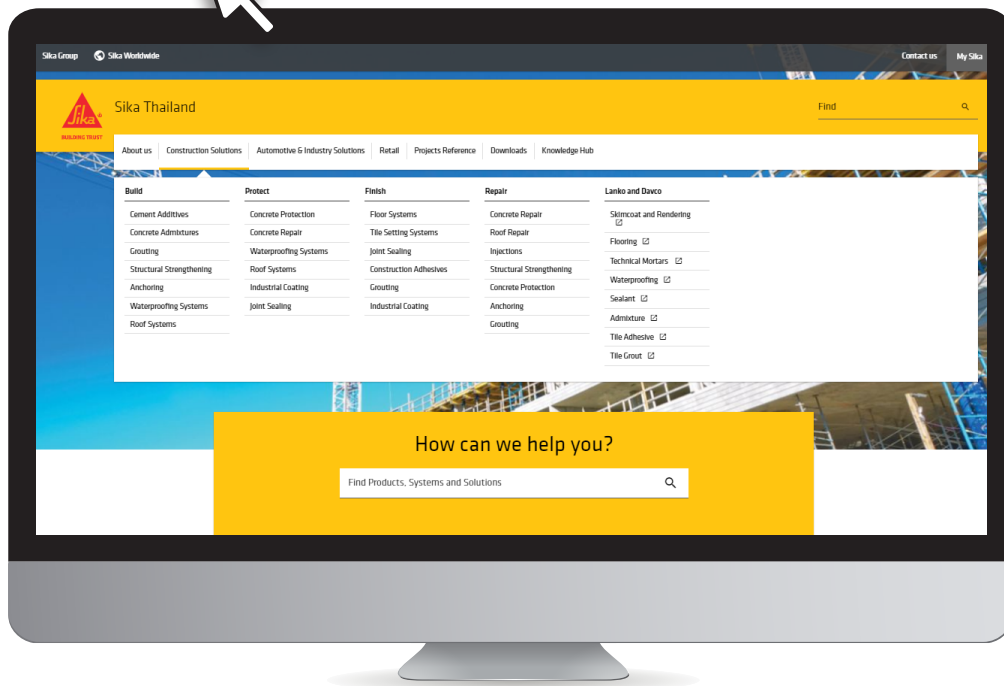 Sika Group Sika Worldwide Contact us My Sika
Sika®
BUILDING TRUST
Sika Thailand
Find
About us Construction Solutions Automotive & Industry Solutions Retail Projects Reference Downloads Knowledge Hub
Build
Cement Additives
Concrete Admixtures
Grouting
Structural Strengthening
Anchoring
Waterproofing Systems
Roof Systems
Protect
Concrete Protection
Concrete Repair
Waterproofing Systems
Roof Systems
Industrial Coating
Joint Sealing
Finish
Floor Systems
Tile Setting Systems
Joint Sealing
Construction Adhesives
Grouting
Industrial Coating
Repair
Concrete Repair
Roof Repair
Injections
Structural Strengthening
Concrete Protection
Anchoring
Grouting
Lanko and Davco
Skimcoat and Rendering
Flooring
Technical Mortars
Waterproofing
Sealant
Admixture
Tile Adhesive
Tile Grout
How can we help you?
Find Products, Systems and Solutions